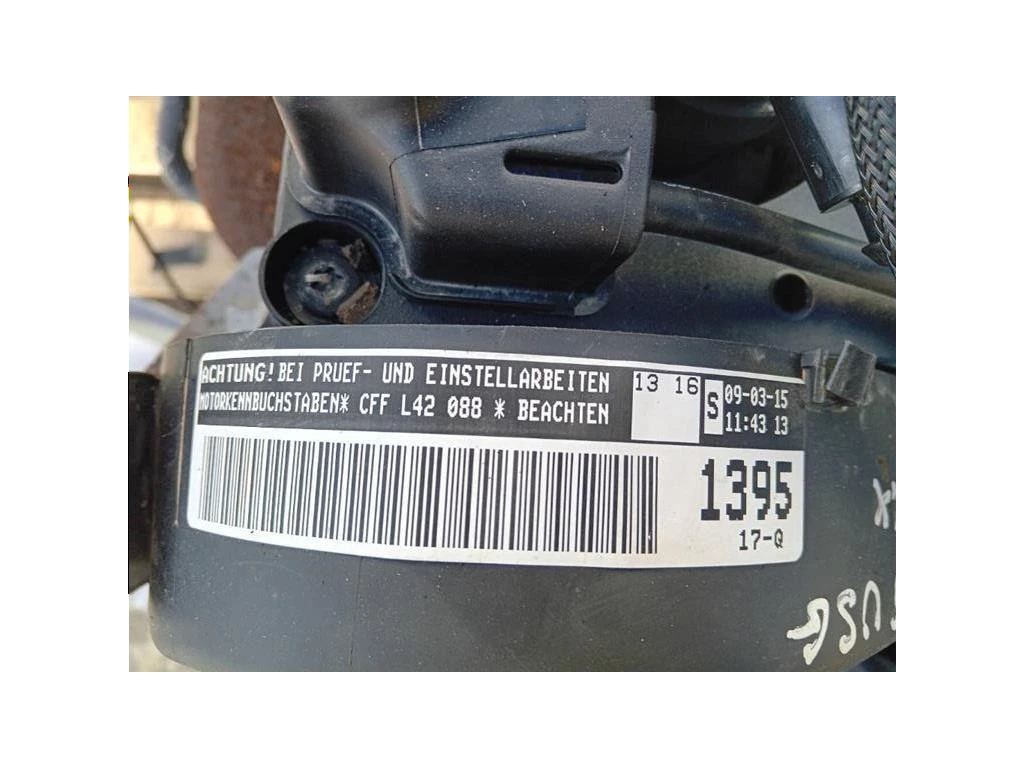 ACHTUNG! BEI PRUEF- UND EINSTELLARBEITEN
MOTORKENNBUCHSTABEN* CFF L42 088 * BEACHTEN
13 16
S
09-03-15
11:43 13
1395
17-Q